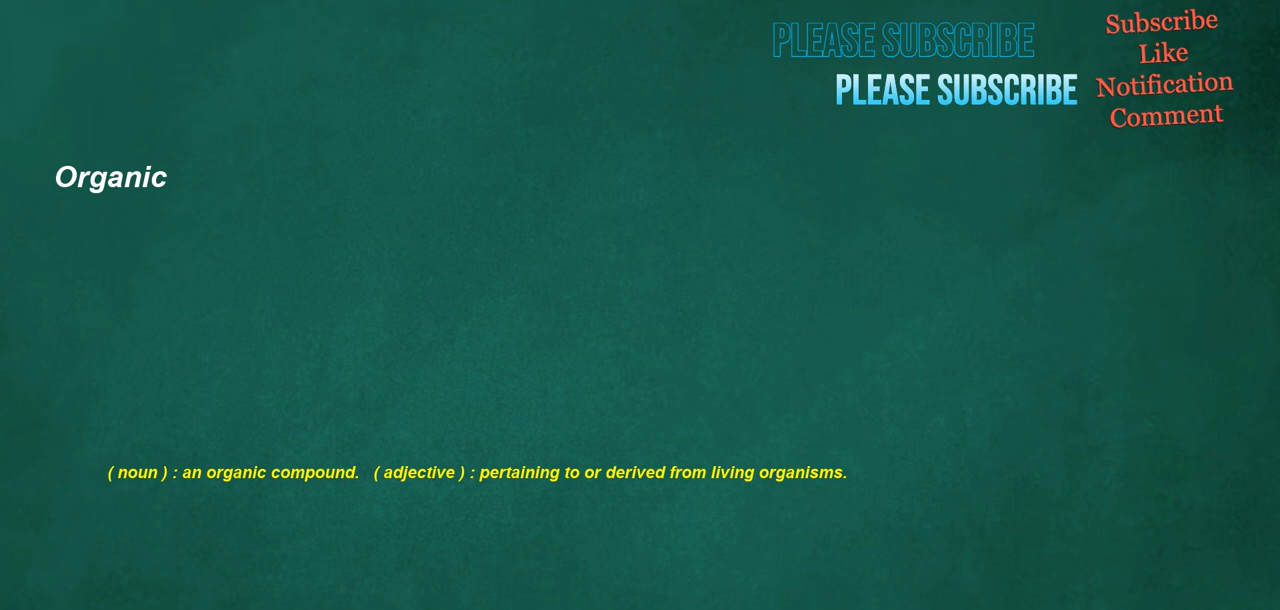 PLEASE SUBSCRIBE
PLEASE SUBSCRIBE
Subscribe
Like
Notification
Comment
Organic
( noun ) : an organic compound.   ( adjective ) : pertaining to or derived from living organisms.